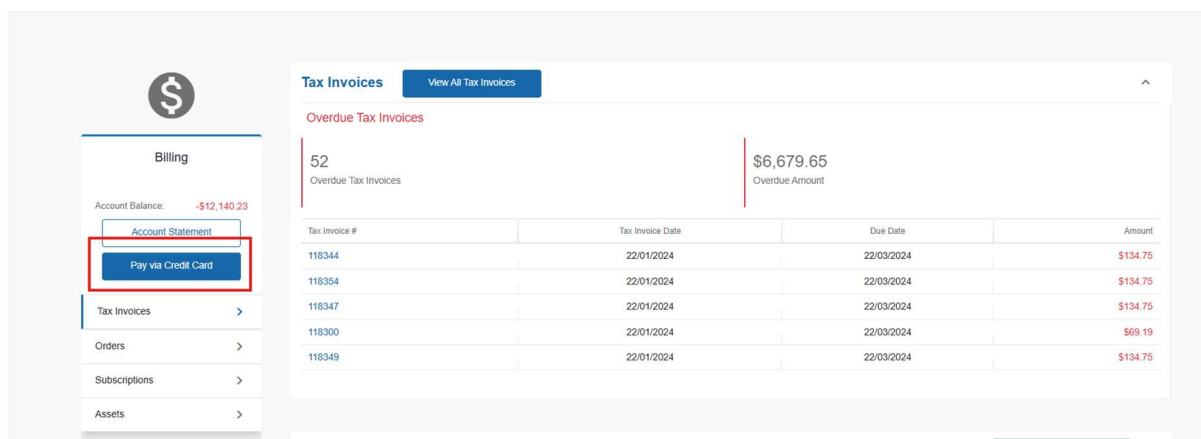 Tax Invoices View All Tax Invoices
Overdue Tax Invoices
52 $6,679.65
Overdue Tax Invoices Overdue Amount
Billing
Account Balance: -$12,140.23
Account Statement
Pay via Credit Card
Tax Invoices
Orders
Subscriptions
Assets
Tax Invoice # Tax Invoice Date Due Date Amount
118344 22/01/2024 22/03/2024 $134.75
118354 22/01/2024 22/03/2024 $134.75
118347 22/01/2024 22/03/2024 $134.75
118300 22/01/2024 22/03/2024 $69.19
118349 22/01/2024 22/03/2024 $134.75